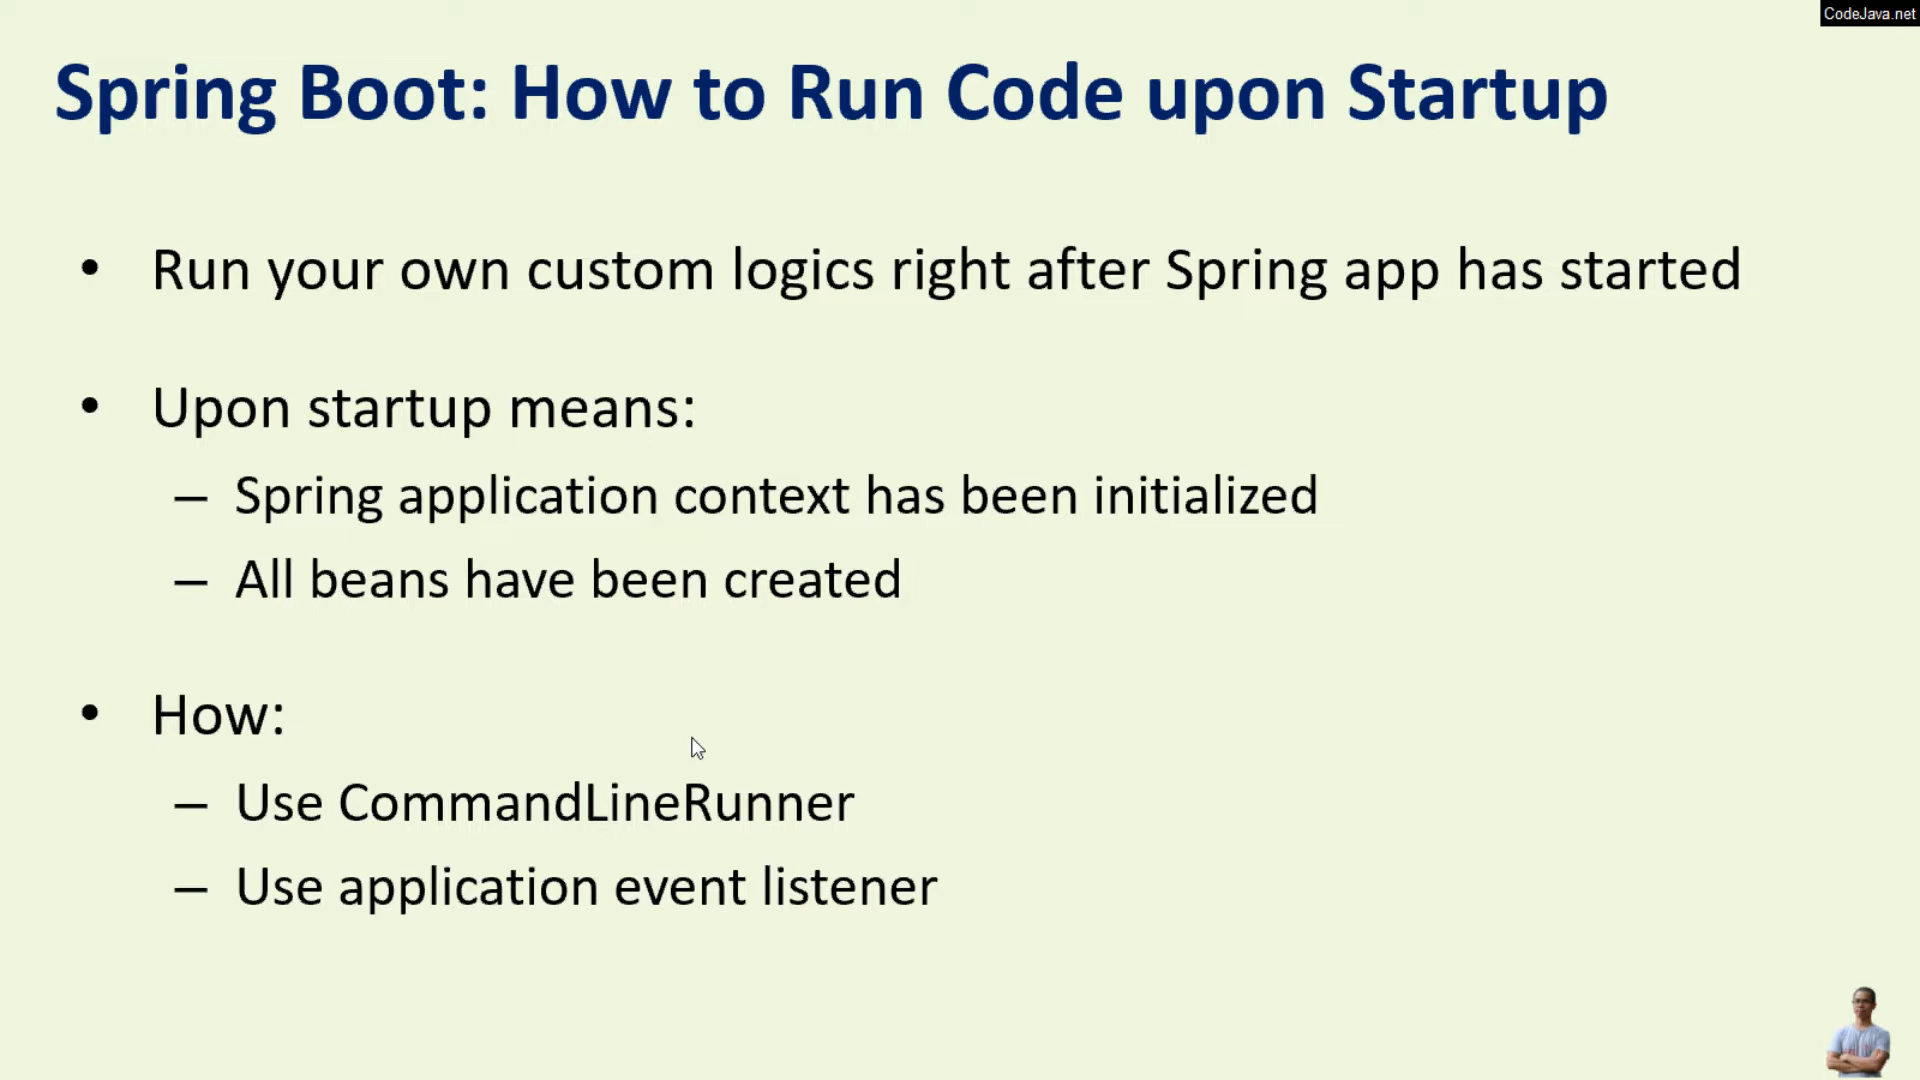 CodeJava.net
Spring Boot: How to Run Code upon Startup
• Run your own custom logics right after Spring app has started
• Upon startup means:
– Spring application context has been initialized
– All beans have been created
• How:
– Use CommandLineRunner
– Use application event listener